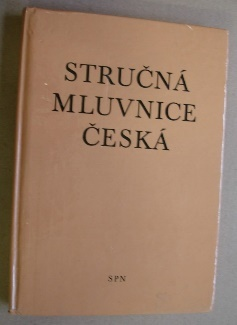 STRUČNÁ
MLUVNICE
ČESKÁ
SPN